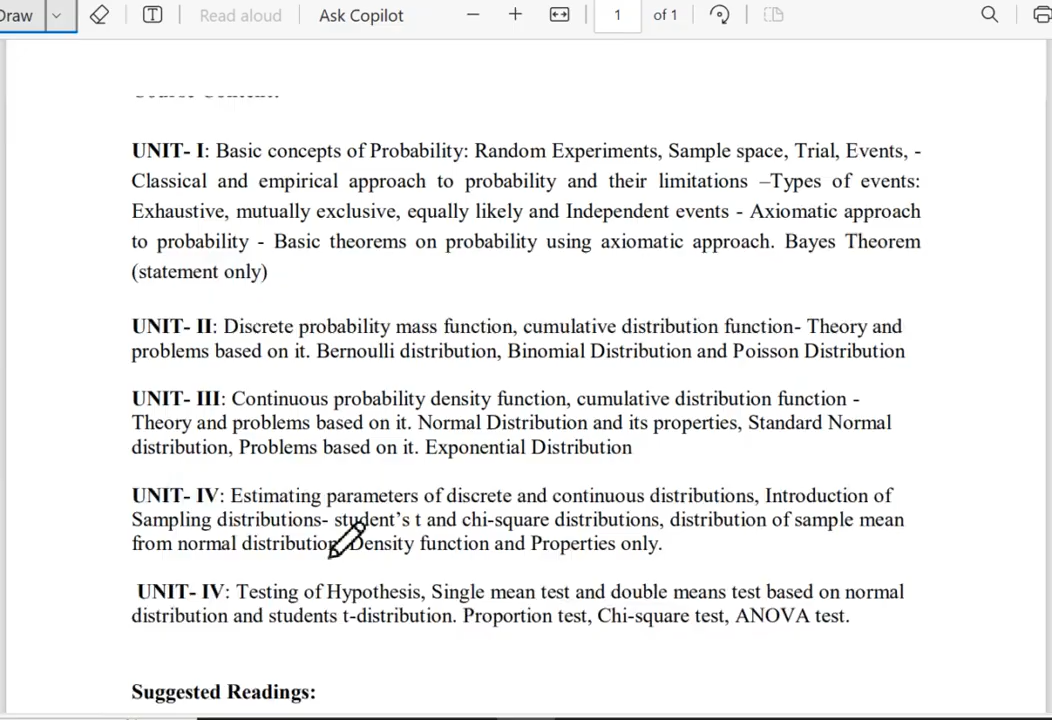 Draw
Read aloud
Ask Copilot
1
of 1
UNIT- I: Basic concepts of Probability: Random Experiments, Sample space, Trial, Events, -
Classical and empirical approach to probability and their limitations –Types of events:
Exhaustive, mutually exclusive, equally likely and Independent events - Axiomatic approach
to probability - Basic theorems on probability using axiomatic approach. Bayes Theorem
(statement only)
UNIT- II: Discrete probability mass function, cumulative distribution function- Theory and
problems based on it. Bernoulli distribution, Binomial Distribution and Poisson Distribution
UNIT- III: Continuous probability density function, cumulative distribution function -
Theory and problems based on it. Normal Distribution and its properties, Standard Normal
distribution, Problems based on it. Exponential Distribution
UNIT- IV: Estimating parameters of discrete and continuous distributions, Introduction of
Sampling distributions- student’s t and chi-square distributions, distribution of sample mean
from normal distribution Density function and Properties only.
UNIT- IV: Testing of Hypothesis, Single mean test and double means test based on normal
distribution and students t-distribution. Proportion test, Chi-square test, ANOVA test.
Suggested Readings: